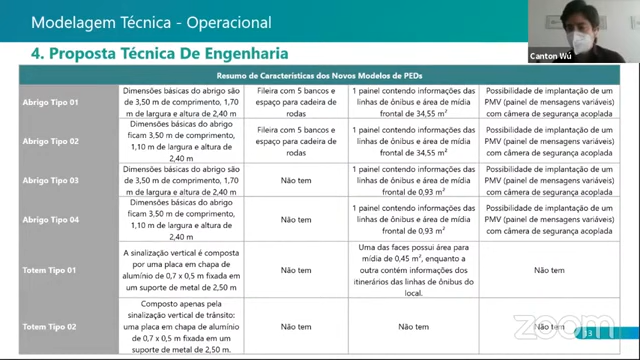 Modelagem Técnica - Operacional
4. Proposta Técnica De Engenharia
Canton Wú
Resumo de Características dos Novos Modelos de PEDs
Abrigo Tipo 01
Dimensões básicas do abrigo são
de 3,50 m de comprimento, 1,70
m de largura e altura de 2,40 m
Fileira com 5 bancos e
espaço para cadeira de
rodas
1 painel contendo informações das
linhas de ônibus e área de mídia
frontal de 34,55 m²
Possibilidade de implantação de um
PMV (painel de mensagens variáveis)
com câmera de segurança acoplada
Abrigo Tipo 02
Dimensões básicas do abrigo
ficam 3,50 m de comprimento,
1,10 m de largura e altura de
2,40 m
Fileira com 5 bancos e
espaço para cadeira de
rodas
1 painel contendo informações das
linhas de ônibus e área de mídia
frontal de 34,55 m²
Possibilidade de implantação de um
PMV (painel de mensagens variáveis)
com câmera de segurança acoplada
Abrigo Tipo 03
Dimensões básicas do abrigo são
de 3,50 m de comprimento, 1,70
m de largura e altura de 2,40 m
Não tem
1 painel contendo informações das
linhas de ônibus e área de mídia
frontal de 0,93 m²
Possibilidade de implantação de um
PMV (painel de mensagens variáveis)
com câmera de segurança acoplada
Abrigo Tipo 04
Dimensões básicas do abrigo
ficam 3,50 m de comprimento,
1,10 m de largura e altura de
2,40 m
Não tem
1 painel contendo informações das
linhas de ônibus e área de mídia
frontal de 0,93 m²
Possibilidade de implantação de um
PMV (painel de mensagens variáveis)
com câmera de segurança acoplada
Totem Tipo 01
A sinalização vertical é composta
por uma placa em chapa de
alumínio de 0,7 x 0,5 m fixada em
um suporte de metal de 2,50 m
Não tem
Uma das faces possui área para
mídia de 0,45 m², enquanto a
outra contém informações dos
itinerários das linhas de ônibus do
local.
Não tem
Totem Tipo 02
Composto apenas pela
sinalização vertical de trânsito:
uma placa em chapa de alumínio
de 0,7 x 0,5 m fixada em um
suporte de metal de 2,50 m.
Não tem
Não tem
Não tem
zoom
33